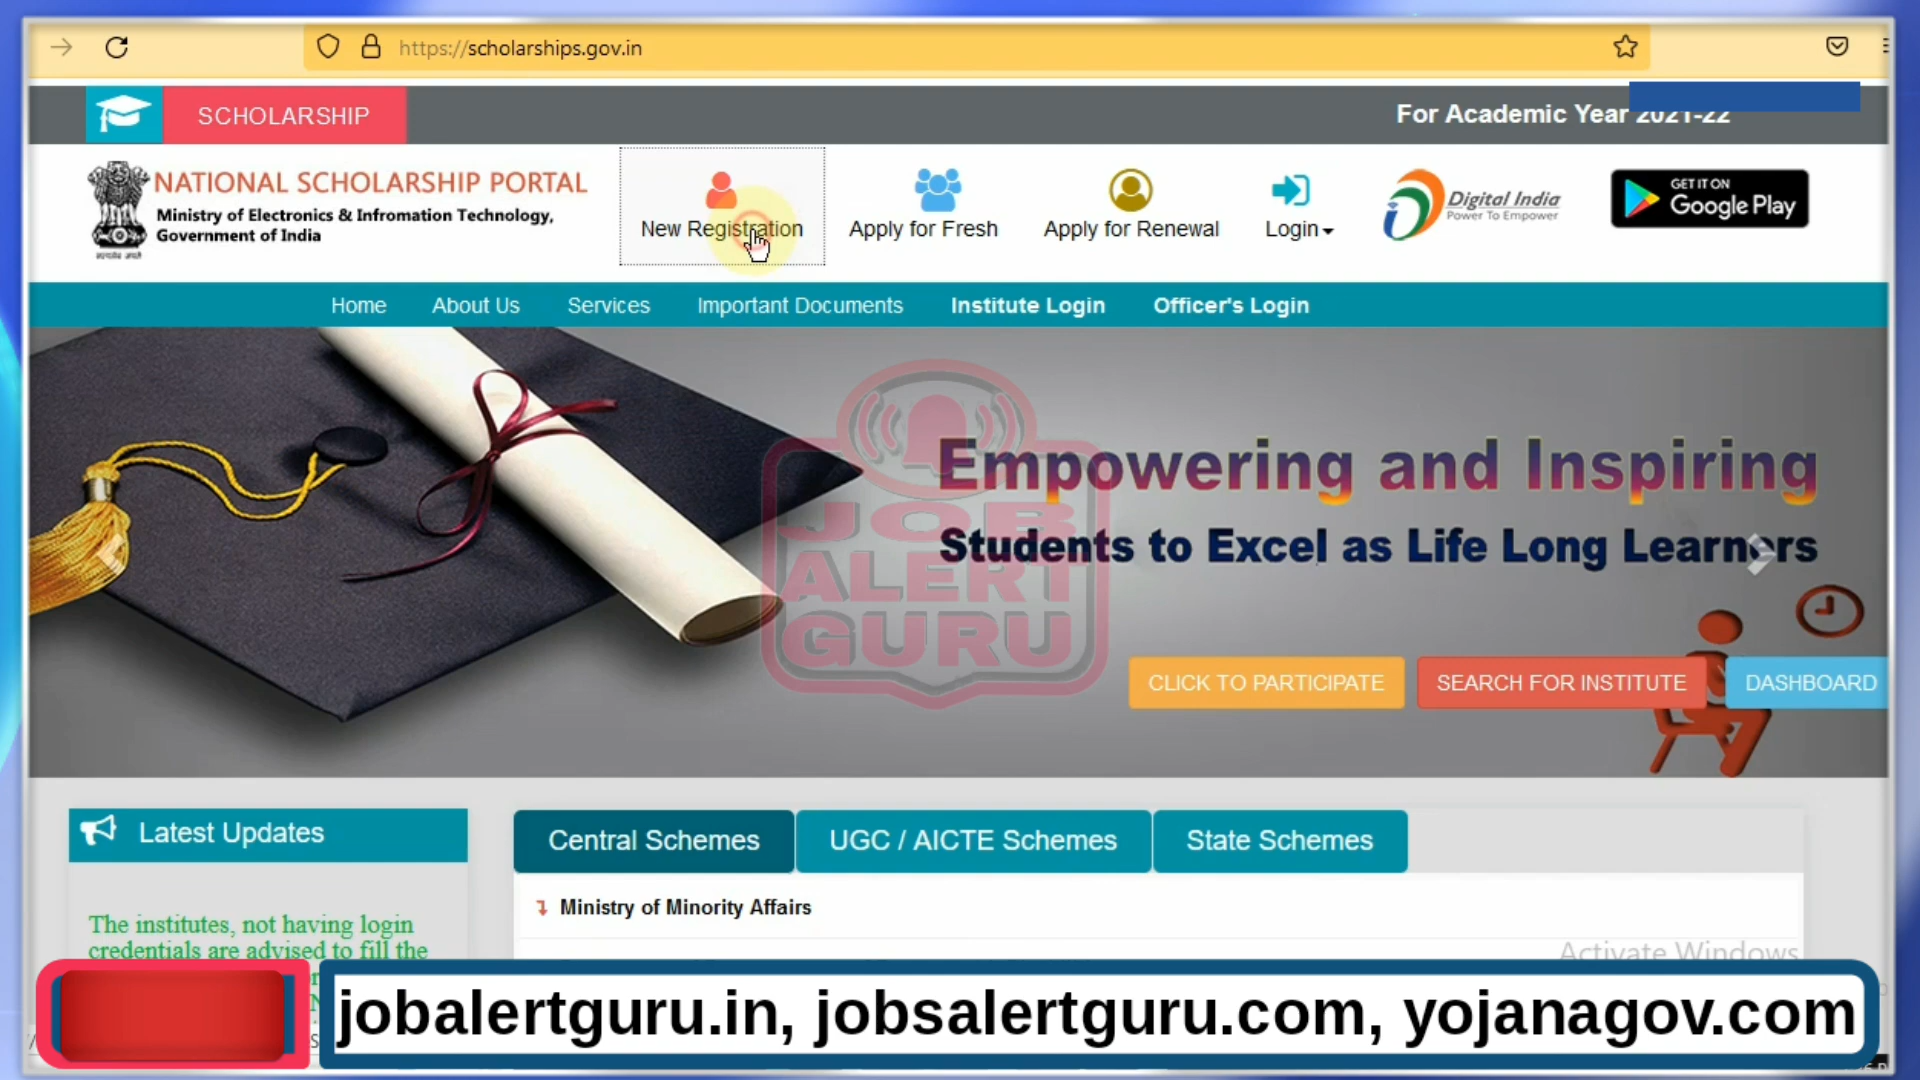 https://scholarships.gov.in
SCHOLARSHIP
For Academic Year 2021-22
NATIONAL SCHOLARSHIP PORTAL
Ministry of Electronics & Infromation Technology,
Government of India
New Registration
Apply for Fresh
Apply for Renewal
Login
Digital India
Power To Empower
GET IT ON
Google Play
Home
About Us
Services
Important Documents
Institute Login
Officer's Login
Empowering and Inspiring
Students to Excel as Life Long Learners
JOB
ALERT
GURU
CLICK TO PARTICIPATE
SEARCH FOR INSTITUTE
DASHBOARD
Latest Updates
Central Schemes
UGC / AICTE Schemes
State Schemes
Ministry of Minority Affairs
The institutes, not having login
credentials are advised to fill the
Activate Windows
jobalertguru.in, jobsalertguru.com, yojanagov.com